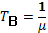 T_B = 1/μ